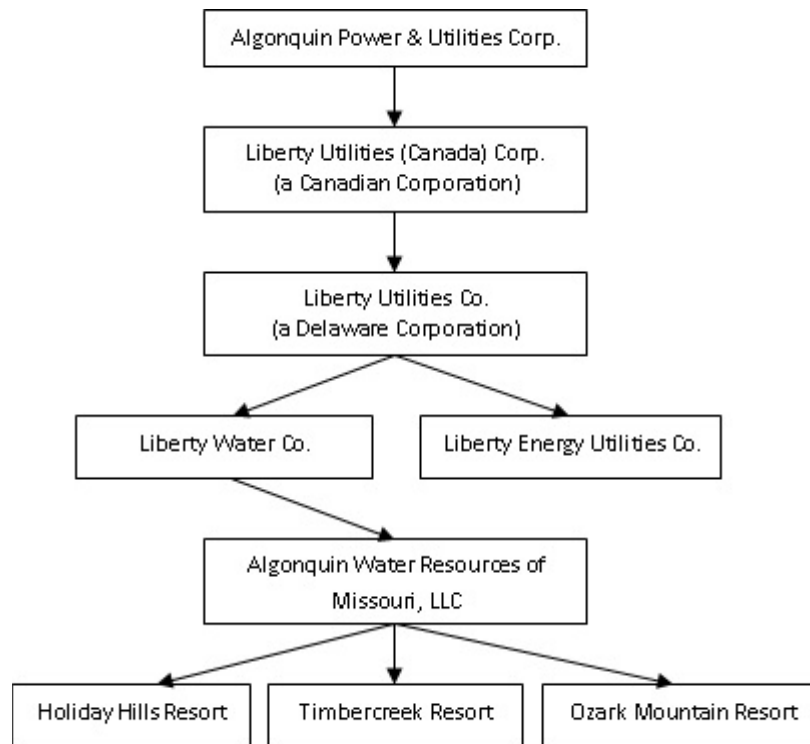 Algonquin Power & Utilities Corp.
Liberty Utilities (Canada) Corp.
(a Canadian Corporation)
Liberty Utilities Co.
(a Delaware Corporation)
Liberty Water Co.
Liberty Energy Utilities Co.
Algonquin Water Resources of
Missouri, LLC
Holiday Hills Resort
Timbercreek Resort
Ozark Mountain Resort